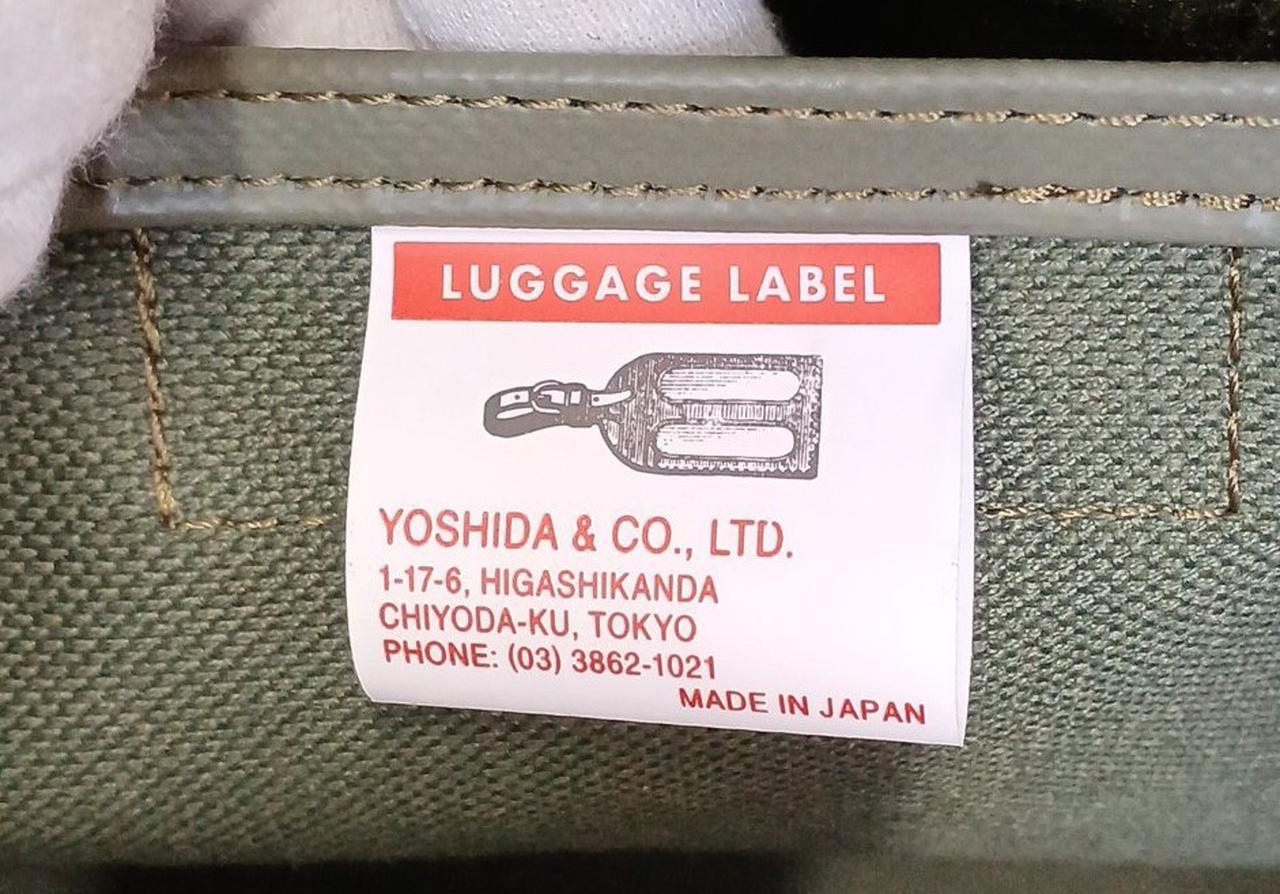 LUGGAGE LABEL
YOSHIDA & CO., LTD.
1-17-6, HIGASHIKANDA
CHIYODA-KU, TOKYO
PHONE: (03) 3862-1021
MADE IN JAPAN